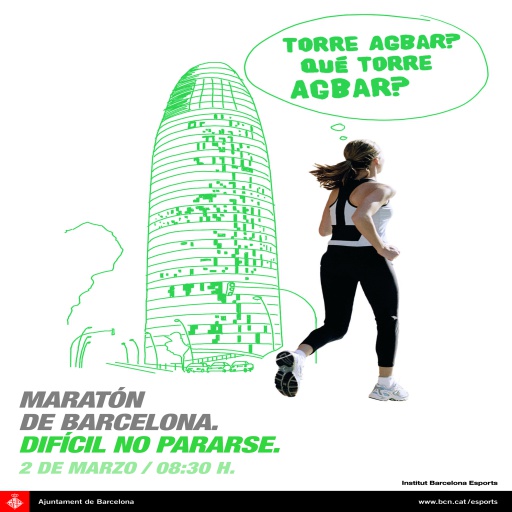 TORRE AGBAR?
QUÉ TORRE
AGBAR?
MARATÓN
DE BARCELONA.
DIFÍCIL NO PARARSE.
2 DE MARZO / 08:30 H.
Institut Barcelona Esports
Ajuntament de Barcelona
www.bcn.cat/esports